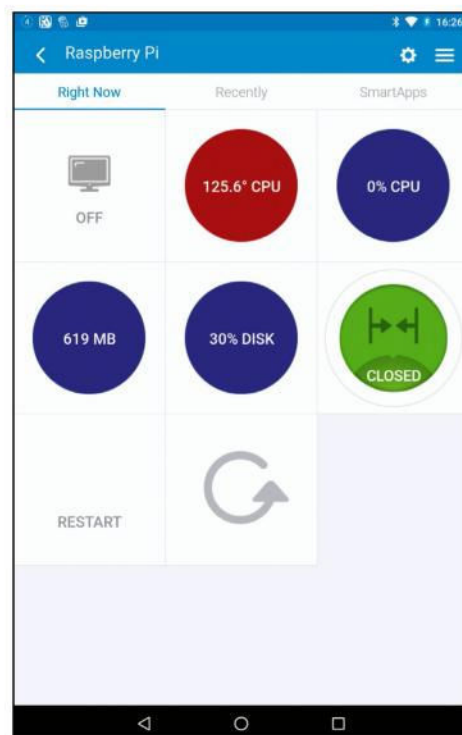 16:26
Raspberry Pi
Right Now
Recently
SmartApps
OFF
125.6° CPU
0% CPU
619 MB
30% DISK
CLOSED
RESTART